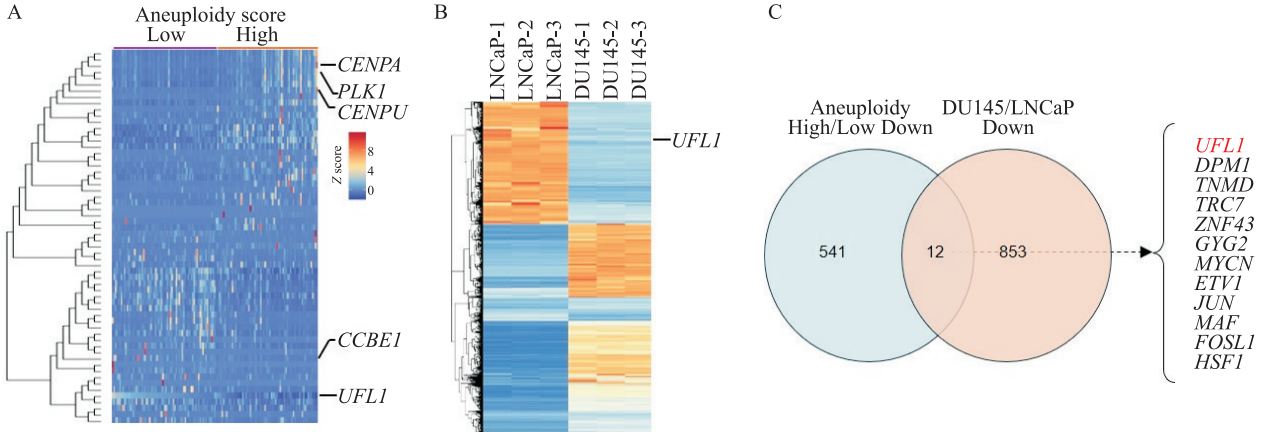 A
Aneuploidy score
Low High
CENPA
PLK1
CENPU
Z score
8
4
0
CCBE1
UFL1
B
LNCaP-1
LNCaP-2
LNCaP-3
DU145-1
DU145-2
DU145-3
UFL1
C
Aneuploidy
High/Low Down
DU145/LNCaP
Down
541
12
853
UFL1
DPM1
TNMD
TRC7
ZNF43
GYG2
MYCN
ETV1
JUN
MAF
FOSL1
HSF1